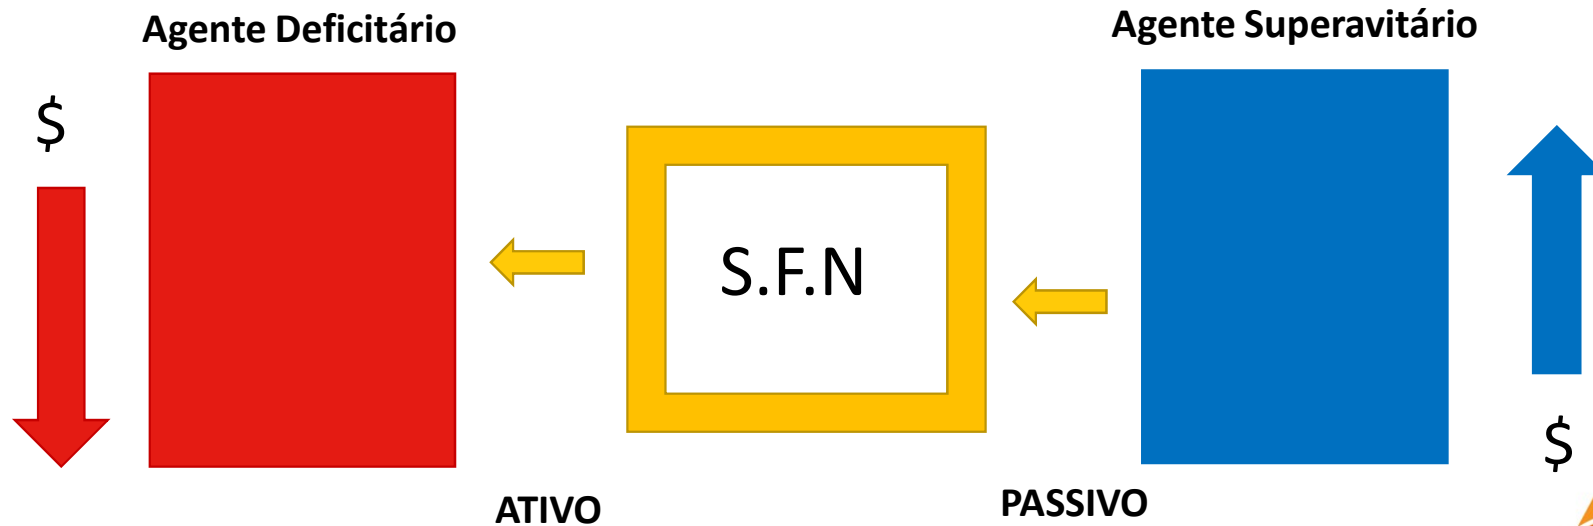 Agente Deficitário
Agente Superavitário
$
S.F.N
$
ATIVO
PASSIVO